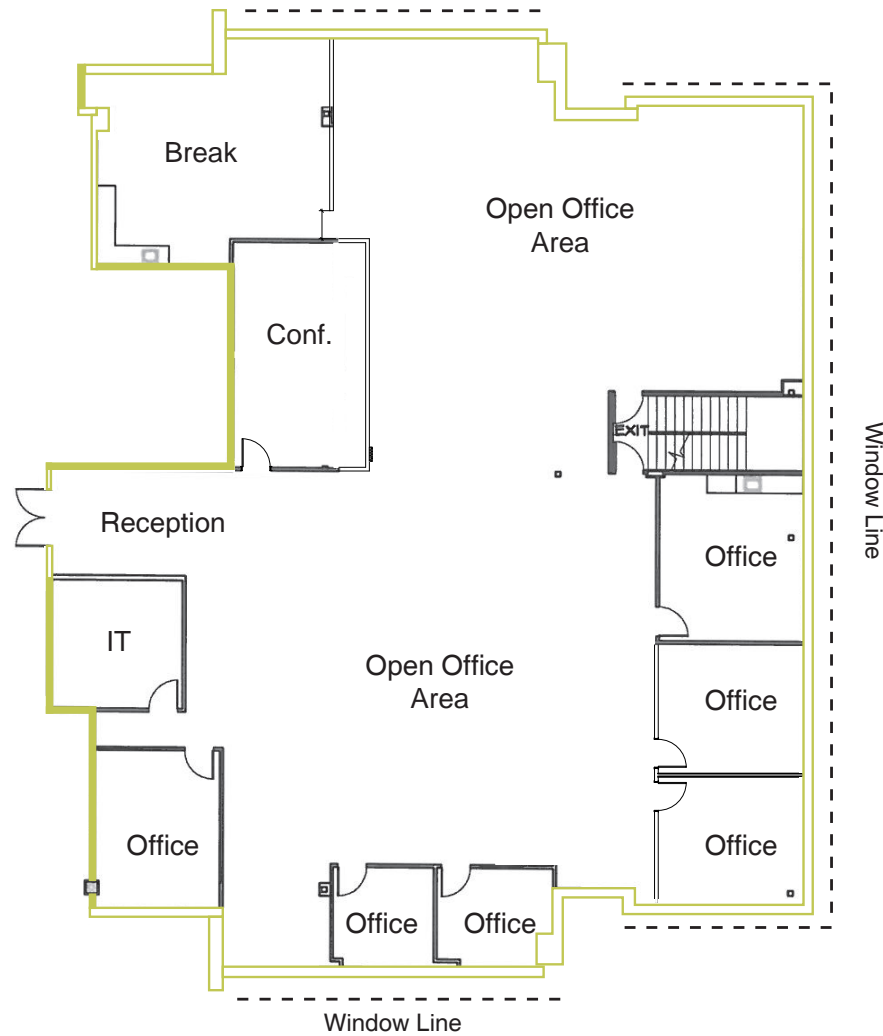 Break
Open Office
Area
Conf.
EXIT
Window Line
Reception
Office
IT
Open Office
Area
Office
Office
Office
Office
Office
Window Line